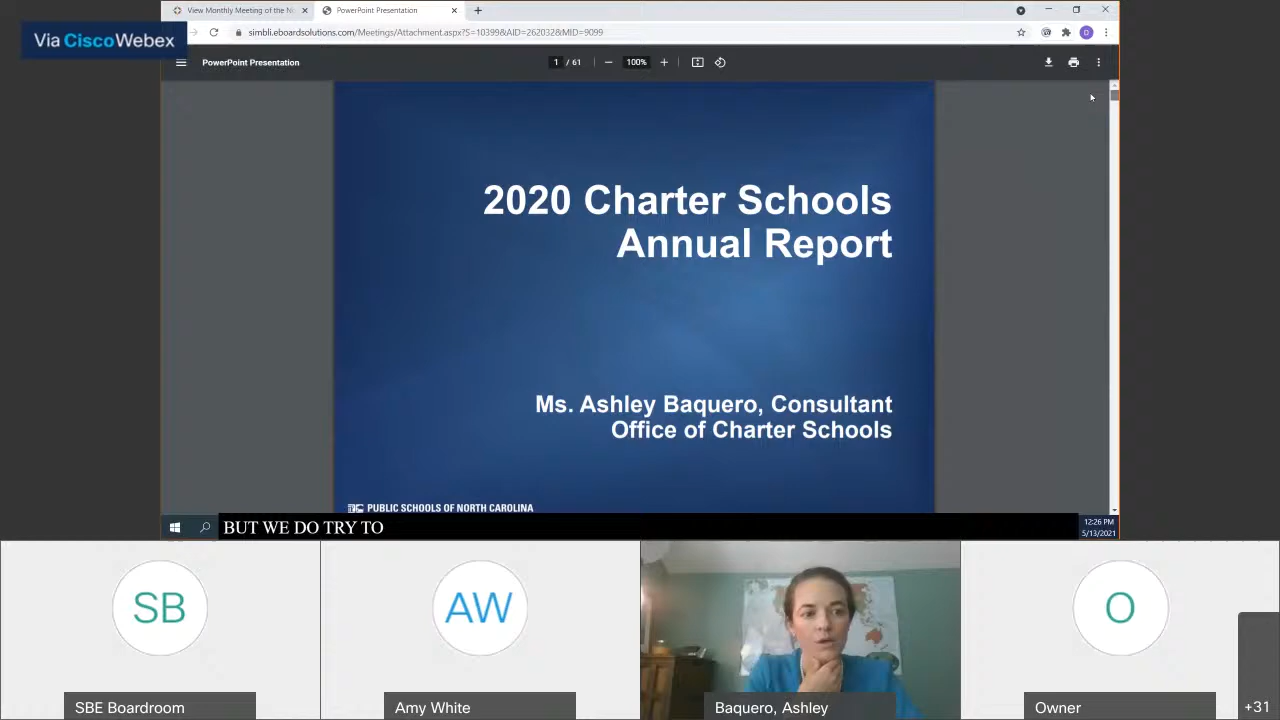 View Monthly Meeting of the N
PowerPoint Presentation
Via CiscoWebex
simbli.eboardsolutions.com/Meetings/Attachment.aspx?S=10399&AID=262032&MID=9099
PowerPoint Presentation
1 / 61
100%
2020 Charter Schools
Annual Report
Ms. Ashley Baquero, Consultant
Office of Charter Schools
PUBLIC SCHOOLS OF NORTH CAROLINA
BUT WE DO TRY TO
12:26 PM
5/13/2021
SB
AW
O
SBE Boardroom
Amy White
Baquero, Ashley
Owner
+31